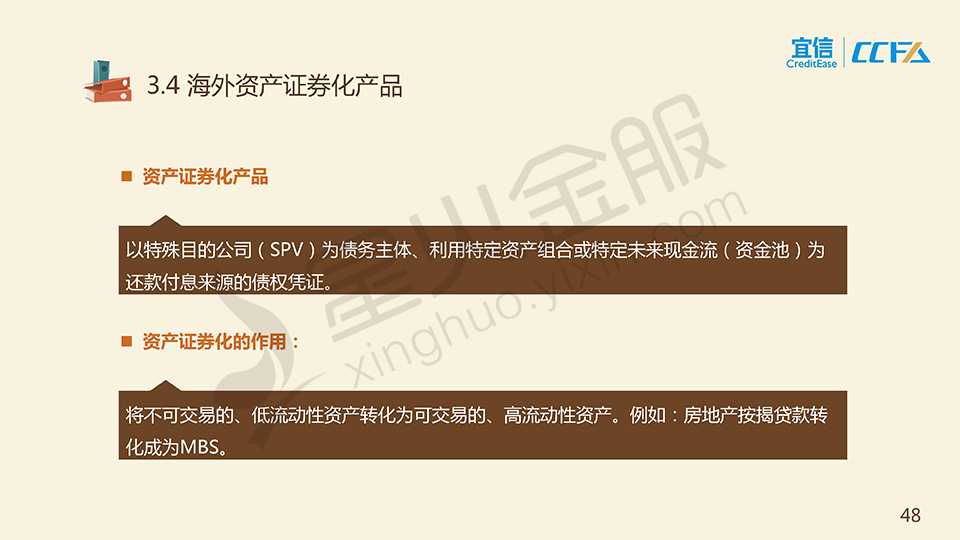 宜信
CreditEase
CCFA
3.4 海外资产证券化产品
资产证券化产品
以特殊目的公司（SPV）为债务主体、利用特定资产组合或特定未来现金流（资金池）为
还款付息来源的债权凭证。
资产证券化的作用：
将不可交易的、低流动性资产转化为可交易的、高流动性资产。例如：房地产按揭贷款转
化成为MBS。
星火金服
xinghuo.yixin.com
48